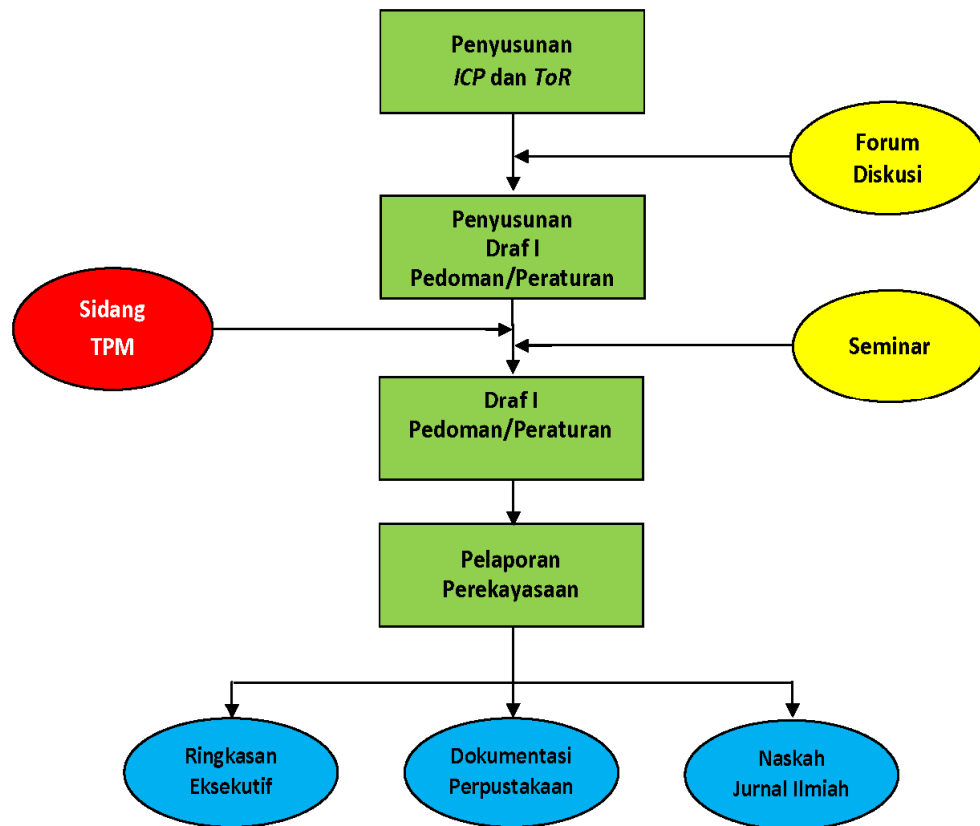 Penyusunan
ICP dan ToR
Forum
Diskusi
Penyusunan
Draf I
Pedoman/Peraturan
Sidang
TPM
Seminar
Draf I
Pedoman/Peraturan
Pelaporan
Perekayasaan
Ringkasan
Eksekutif
Dokumentasi
Perpustakaan
Naskah
Jurnal Ilmiah